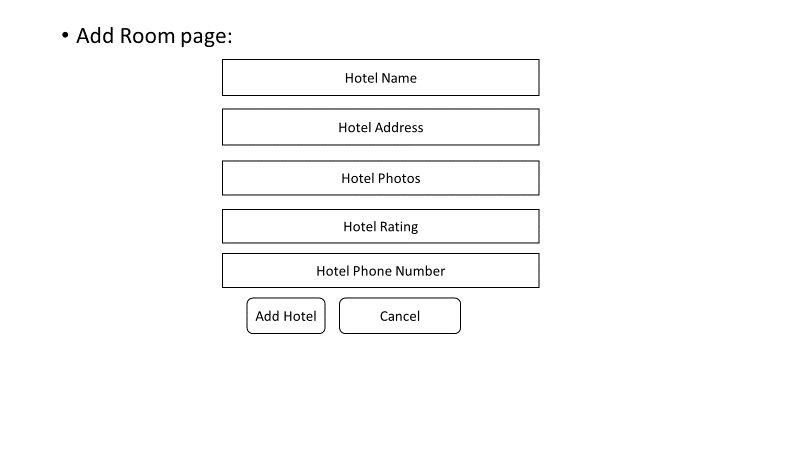 • Add Room page:
Hotel Name
Hotel Address
Hotel Photos
Hotel Rating
Hotel Phone Number
Add Hotel
Cancel